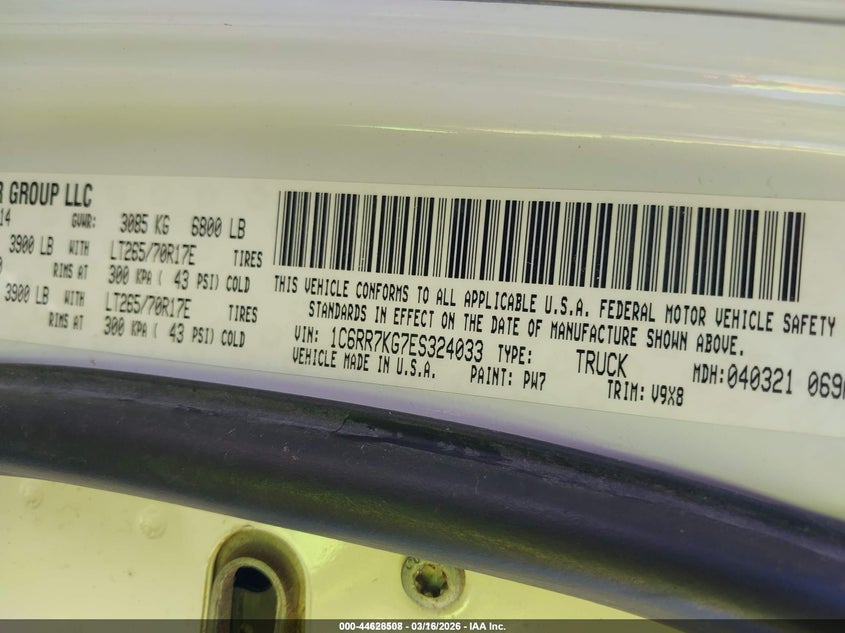 R GROUP LLC
14 GVWR: 3085 KG 6800 LB
3900 LB WITH LT265/70R17E TIRES
0 RIMS AT 300 KPA ( 43 PSI) COLD
3900 LB WITH LT265/70R17E TIRES
RIMS AT 300 KPA ( 43 PSI) COLD
THIS VEHICLE CONFORMS TO ALL APPLICABLE U.S.A. FEDERAL MOTOR VEHICLE SAFETY
STANDARDS IN EFFECT ON THE DATE OF MANUFACTURE SHOWN ABOVE.
VIN: 1C6RR7KG7ES324033 TYPE: TRUCK MDH:040321 069
VEHICLE MADE IN U.S.A. PAINT: PW7 TRIM: V9X8
000-44628508 - 03/16/2026 - IAA Inc.